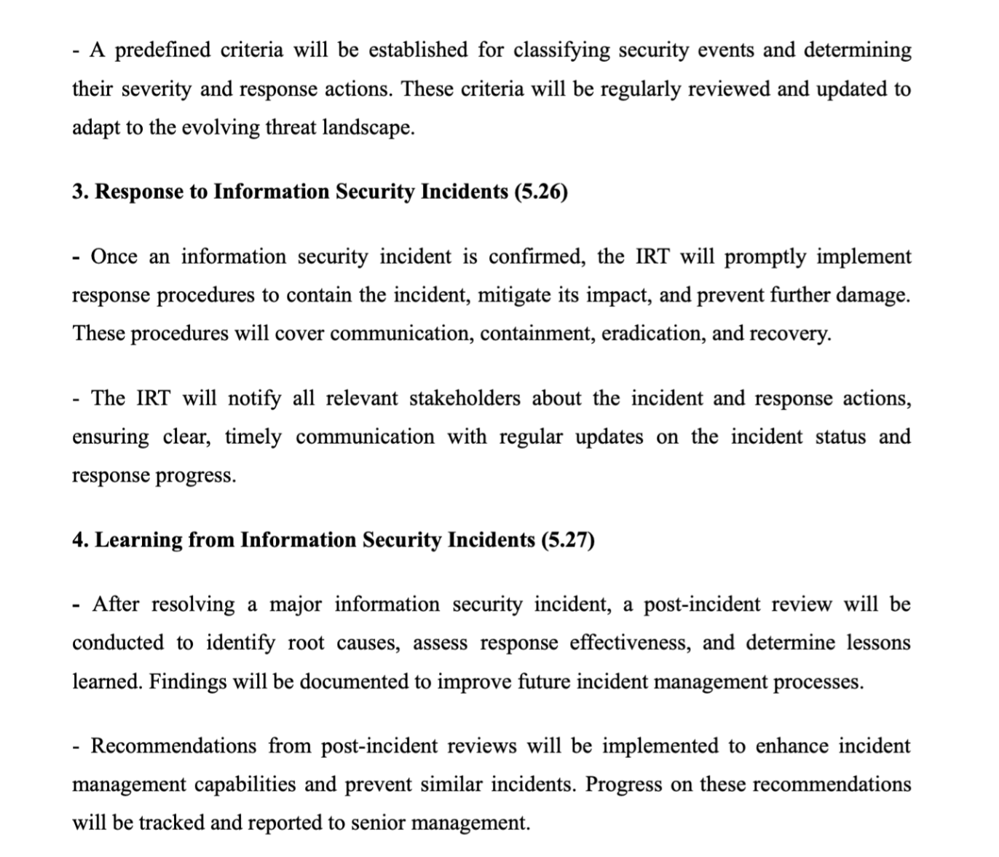 - A predefined criteria will be established for classifying security events and determining
their severity and response actions. These criteria will be regularly reviewed and updated to
adapt to the evolving threat landscape.
3. Response to Information Security Incidents (5.26)
- Once an information security incident is confirmed, the IRT will promptly implement
response procedures to contain the incident, mitigate its impact, and prevent further damage.
These procedures will cover communication, containment, eradication, and recovery.
- The IRT will notify all relevant stakeholders about the incident and response actions,
ensuring clear, timely communication with regular updates on the incident status and
response progress.
4. Learning from Information Security Incidents (5.27)
- After resolving a major information security incident, a post-incident review will be
conducted to identify root causes, assess response effectiveness, and determine lessons
learned. Findings will be documented to improve future incident management processes.
- Recommendations from post-incident reviews will be implemented to enhance incident
management capabilities and prevent similar incidents. Progress on these recommendations
will be tracked and reported to senior management.